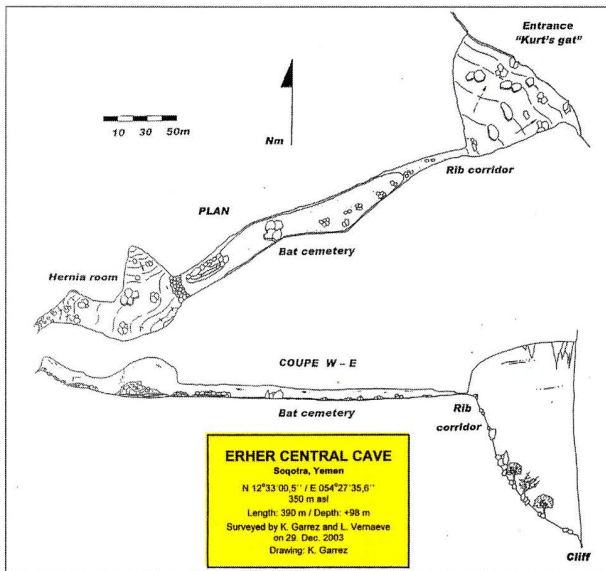 Entrance
"Kurt's gat"
10 30 50m
Nm
Rib corridor
PLAN
Bat cemetery
Hernia room
COUPE W – E
Bat cemetery
Rib
corridor
ERHER CENTRAL CAVE
Soqotra, Yemen
N 12°33'00,5'' / E 054°27'35,6''
350 m asl
Length: 390 m / Depth: +98 m
Surveyed by K. Garrez and L. Vernaeve
on 29. Dec. 2003
Drawing: K. Garrez
Cliff